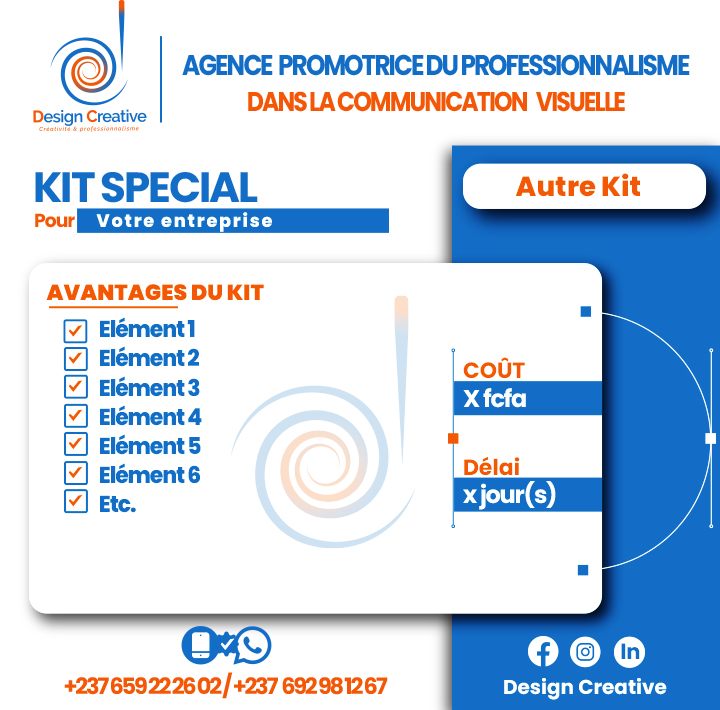 Design Creative
Créativité & professionnalisme
AGENCE PROMOTRICE DU PROFESSIONNALISME
DANS LA COMMUNICATION VISUELLE
KIT SPECIAL
Pour Votre entreprise
Autre Kit
AVANTAGES DU KIT
Elément 1
Elément 2
Elément 3
Elément 4
Elément 5
Elément 6
Etc.
COÛT
X fcfa
Délai
x jour(s)
+237 659 22 26 02 / +237 692 98 12 67
Design Creative